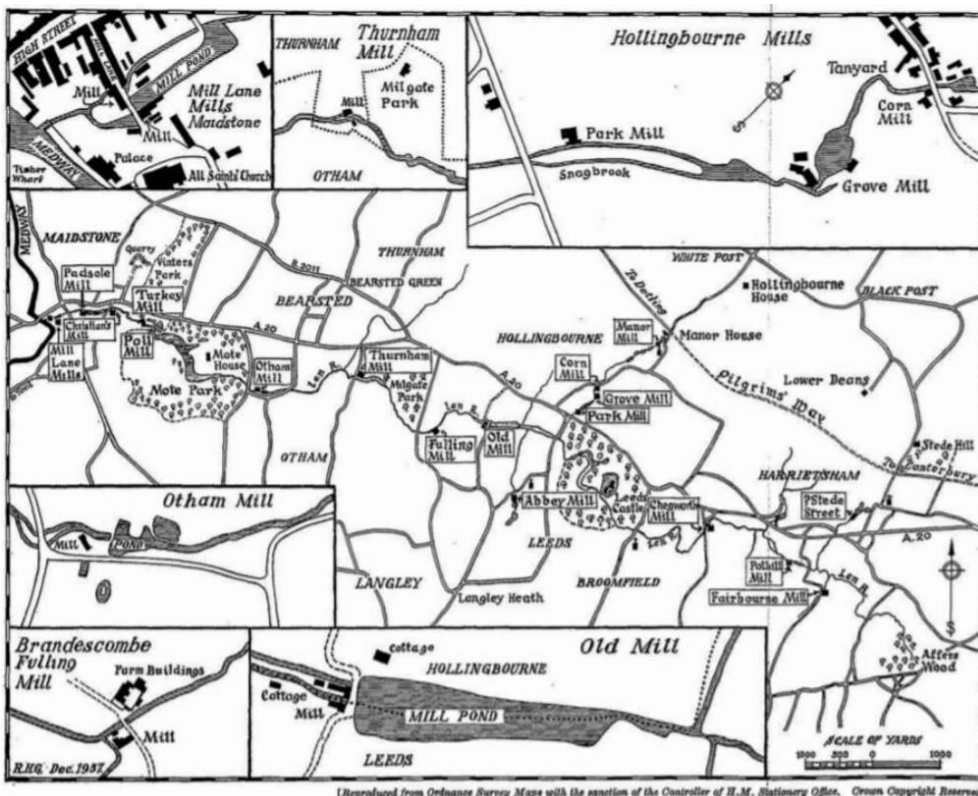 HIGH STREET
MILL LANE
MILL POND
Mill
Mill Lane
Mills
Maidstone
Mill
MEDWAY
Palace
Timber
Wharf
All Saints' Church
THURNHAM
Thurnham
Mill
Milgate
Park
Mill
OTHAM
Hollingbourne Mills
Tanyard
Corn
Mill
S
Park Mill
Snagbrook
Grove Mill
MEDWAY
MAIDSTONE
Quarry
Vinters
Park
Padsole
Mill
Turkey
Mill
Christian's Mill
Poll
Mill
Mill
Lane
Mills
Mote
House
Mote Park
B.2011
THURNHAM
BEARSTED GREEN
BEARSTED
A.20
Otham
Mill
Len R.
Thurnham
Mill
Milgate
Park
OTHAM
Fulling
Mill
Len R.
Old
Mill
A.20
HOLLINGBOURNE
Corn
Mill
Manor
Mill
Manor House
Grove Mill
Park Mill
To Detling
WHITE POST
Hollingbourne
House
BLACK POST
Pilgrims' Way
Lower Deans
Stede Hill
To Canterbury
HARRIETSHAM
?Stede
Street
A.20
Abbey Mill
Leeds
Castle
Chegworth
Mill
LEEDS
Len R.
BROOMFIELD
Polhill
Mill
Len R.
Fairbourne Mill
LANGLEY
Langley Heath
Wood
S
Otham Mill
Mill
POND
Brandescombe
Fulling
Mill
Farm Buildings
Mill
R.H.G. Dec. 1957.
Old Mill
Cottage
HOLLINGBOURNE
Cottage
Mill
MILL POND
LEEDS
SCALE OF YARDS
1000
500
0
1000
[Reproduced from Ordnance Survey Maps with the sanction of the Controller of H.M. Stationery Office. Crown Copyright Reserved